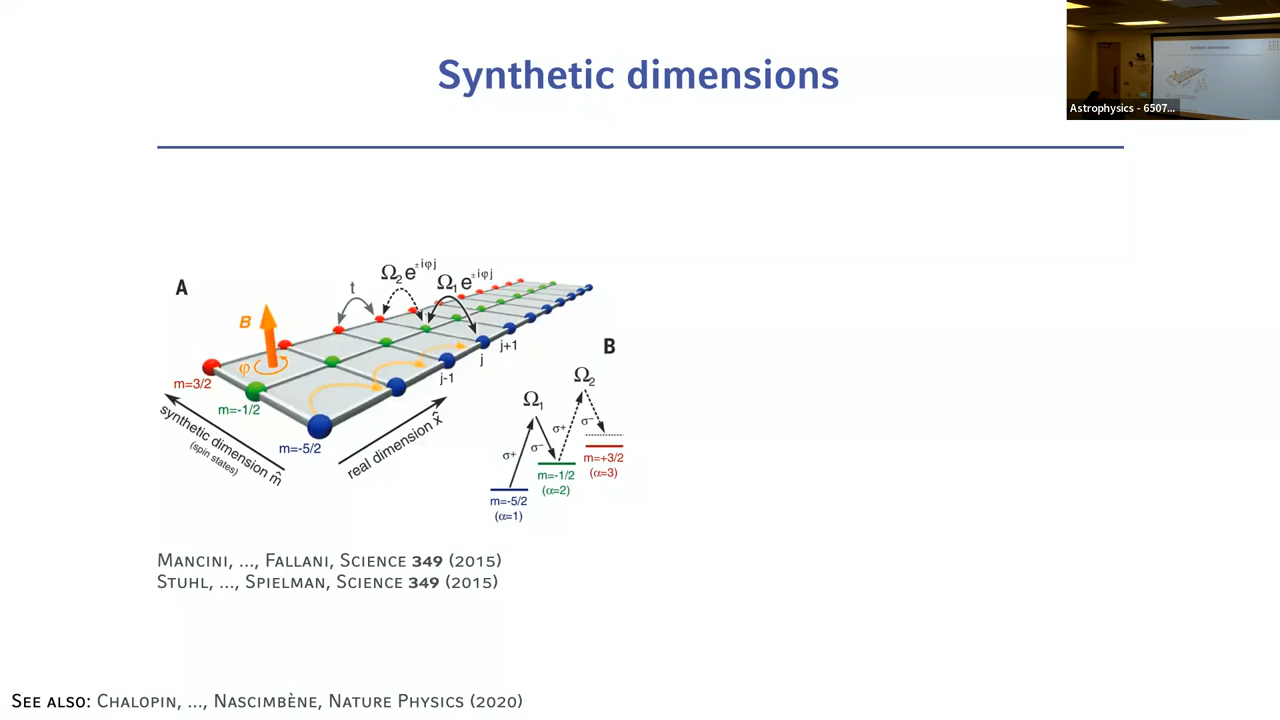 Synthetic dimensions
Astrophysics - 6507...
A
B
φ
t
Ω₂e^{±iφj}
Ω₁e^{±iφj}
j-1
j
j+1
m=3/2
m=-1/2
m=-5/2
synthetic dimension m̂
(spin states)
real dimension x̂
B
Ω₁
Ω₂
σ+
σ-
σ+
σ-
m=-5/2
(α=1)
m=-1/2
(α=2)
m=+3/2
(α=3)
Mancini, ..., Fallani, Science 349 (2015)
Stuhl, ..., Spielman, Science 349 (2015)
See also: Chalopin, ..., Nascimbène, Nature Physics (2020)